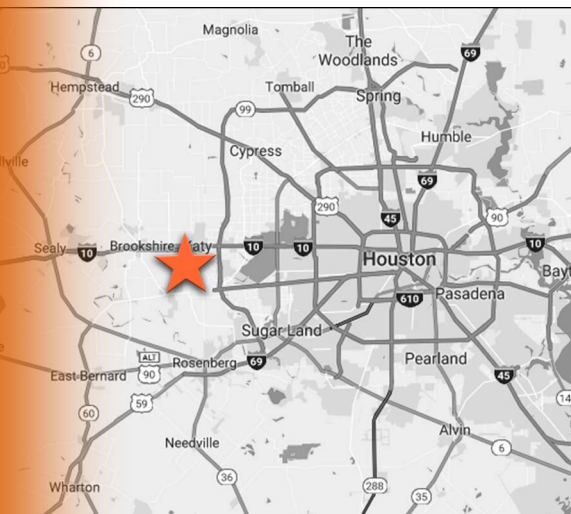 Magnolia
The
Woodlands
69
6
Hempstead
290
Tomball
Spring
99
Humble
Cypress
69
290
45
90
Sealy
10
Brookshire
10
10
Houston
10
610
Pasadena
Sugar Land
ALT
90
Rosenberg
69
Pearland
45
East Bernard
59
60
Needville
Alvin
6
36
288
35
Wharton